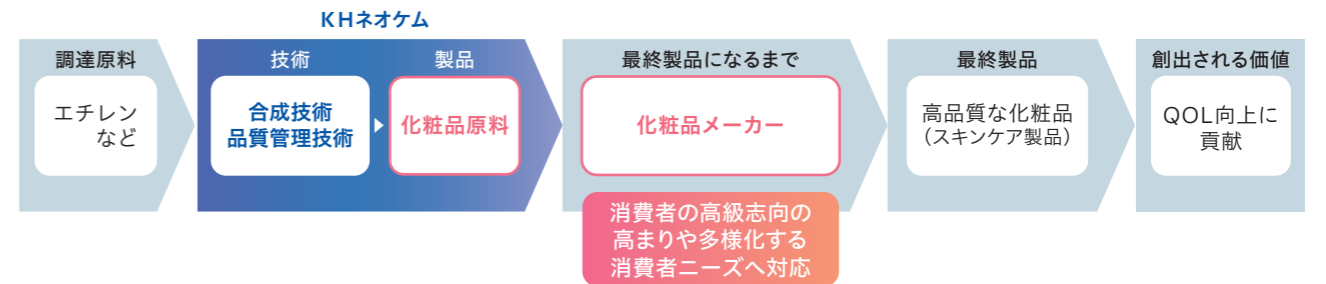 KHネオケム
調達原料
エチレン
など
技術
合成技術
品質管理技術
製品
化粧品原料
最終製品になるまで
化粧品メーカー
消費者の高級志向の
高まりや多様化する
消費者ニーズへ対応
最終製品
高品質な化粧品
（スキンケア製品）
創出される価値
QOL向上に
貢献